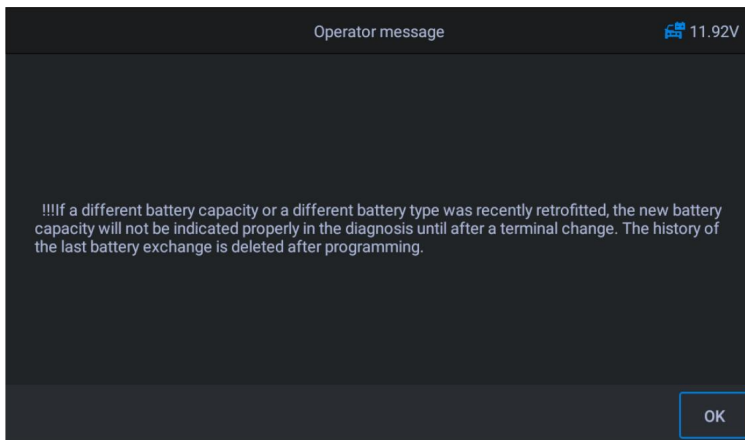 Operator message
11.92V
!!!If a different battery capacity or a different battery type was recently retrofitted, the new battery
capacity will not be indicated properly in the diagnosis until after a terminal change. The history of
the last battery exchange is deleted after programming.
OK